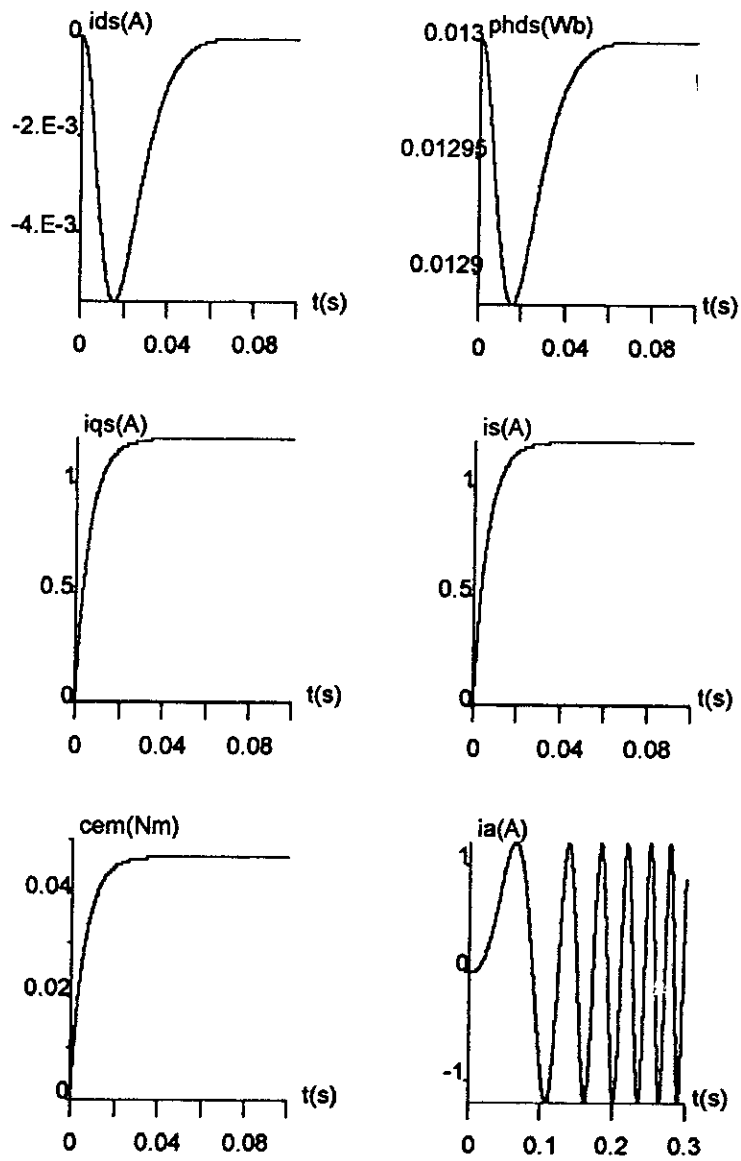 ids(A)
0
-2.E-3
-4.E-3
t(s)
0 0.04 0.08
phds(Wb)
0.013
0.01295
0.0129
t(s)
0 0.04 0.08
iqs(A)
1
0.5
0
t(s)
0 0.04 0.08
is(A)
1
0.5
0
t(s)
0 0.04 0.08
cem(Nm)
0.04
0.02
0
t(s)
0 0.04 0.08
ia(A)
1
0
-1
t(s)
0 0.1 0.2 0.3